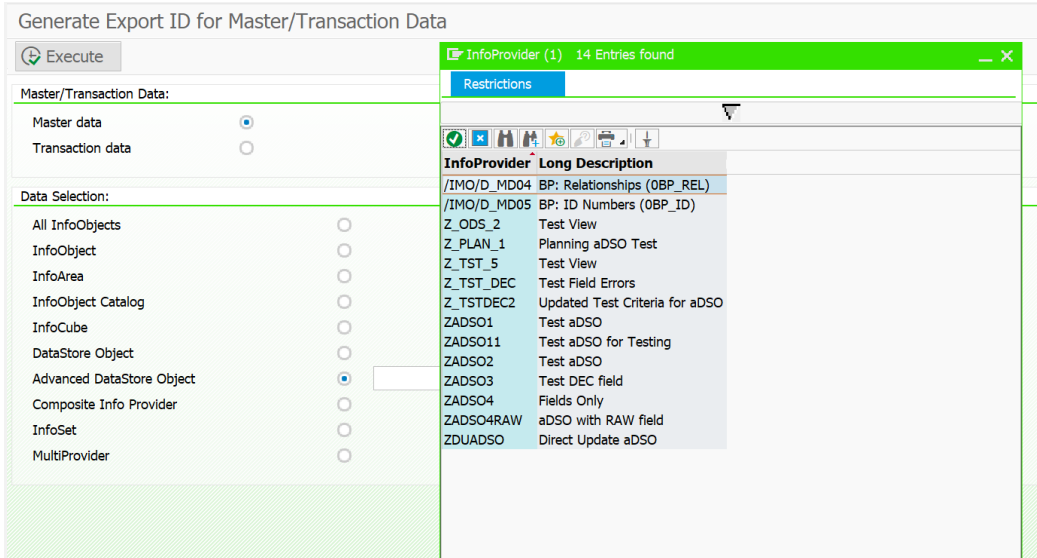 Generate Export ID for Master/Transaction Data
Execute
Master/Transaction Data:
Master data
Transaction data
Data Selection:
All InfoObjects
InfoObject
InfoArea
InfoObject Catalog
InfoCube
DataStore Object
Advanced DataStore Object
Composite Info Provider
InfoSet
MultiProvider
InfoProvider (1) 14 Entries found
Restrictions
InfoProvider Long Description
/IMO/D_MD04 BP: Relationships (0BP_REL)
/IMO/D_MD05 BP: ID Numbers (0BP_ID)
Z_ODS_2 Test View
Z_PLAN_1 Planning aDSO Test
Z_TST_5 Test View
Z_TST_DEC Test Field Errors
Z_TSTDEC2 Updated Test Criteria for aDSO
ZADSO1 Test aDSO
ZADSO11 Test aDSO for Testing
ZADSO2 Test aDSO
ZADSO3 Test DEC field
ZADSO4 Fields Only
ZADSO4RAW aDSO with RAW field
ZDUADSO Direct Update aDSO